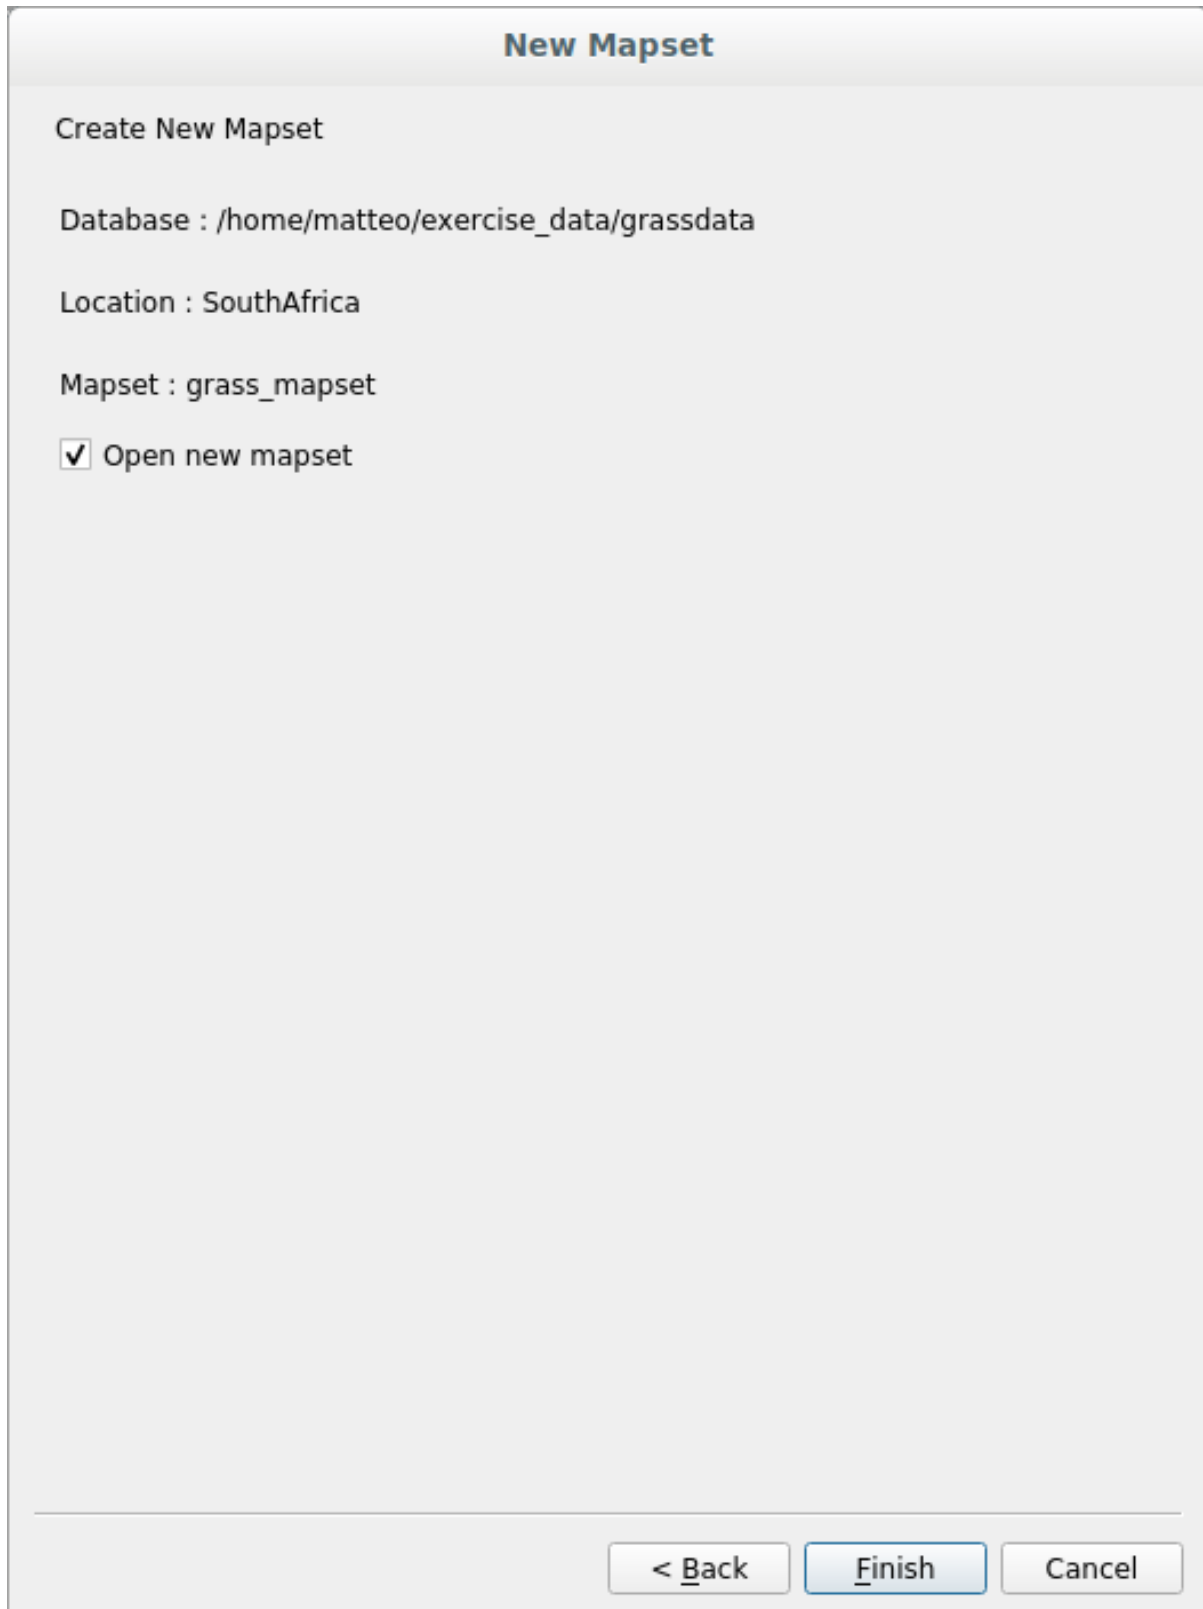 New Mapset
Create New Mapset
Database : /home/matteo/exercise_data/grassdata
Location : SouthAfrica
Mapset : grass_mapset
Open new mapset
< Back
Finish
Cancel